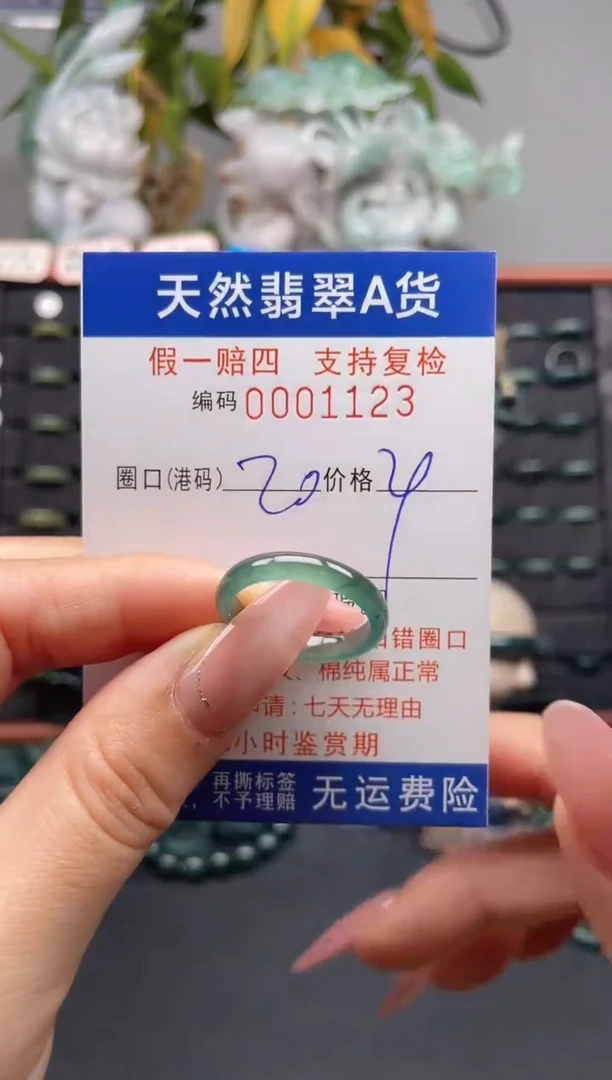 天然翡翠A货
假一赔四 支持复检
编码 0001123
圈口(港码) 20 价格
错圈口
、棉纯属正常
请:七天无理由
小时鉴赏期
再撕标签
不予理赔
无运费险